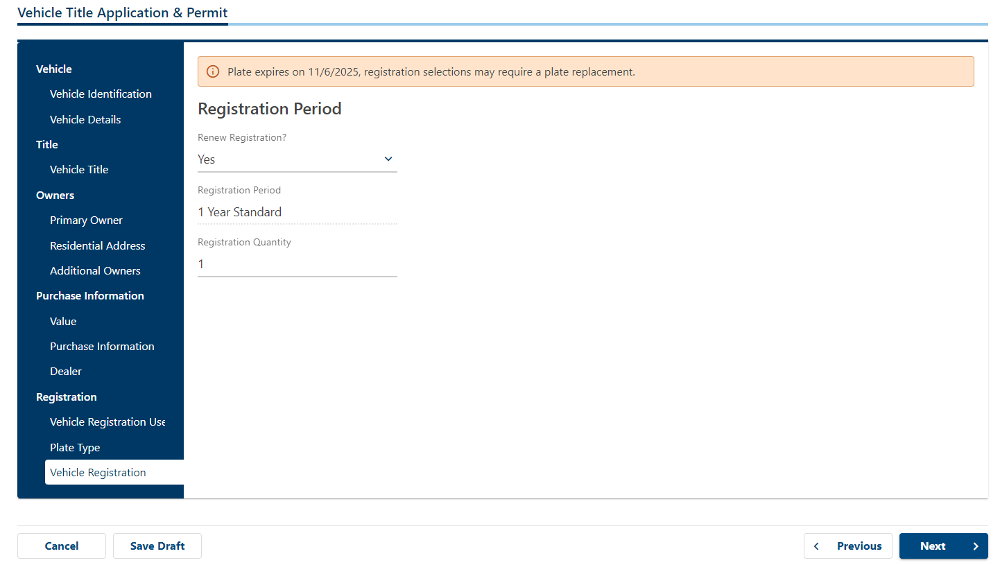 Vehicle Title Application & Permit
Vehicle
Vehicle Identification
Vehicle Details
Title
Vehicle Title
Owners
Primary Owner
Residential Address
Additional Owners
Purchase Information
Value
Purchase Information
Dealer
Registration
Vehicle Registration Use
Plate Type
Vehicle Registration
Plate expires on 11/6/2025, registration selections may require a plate replacement.
Registration Period
Renew Registration?
Yes
Registration Period
1 Year Standard
Registration Quantity
1
Cancel
Save Draft
Previous
Next